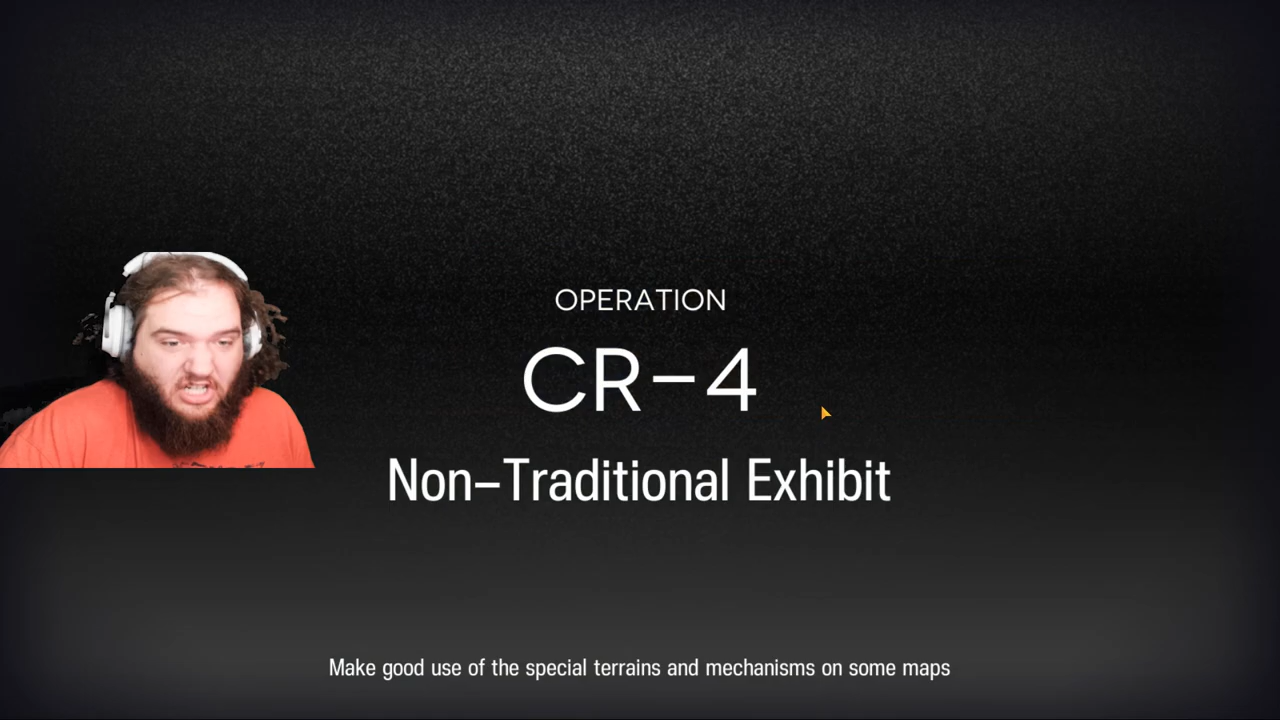 OPERATION
CR-4
Non-Traditional Exhibit
Make good use of the special terrains and mechanisms on some maps